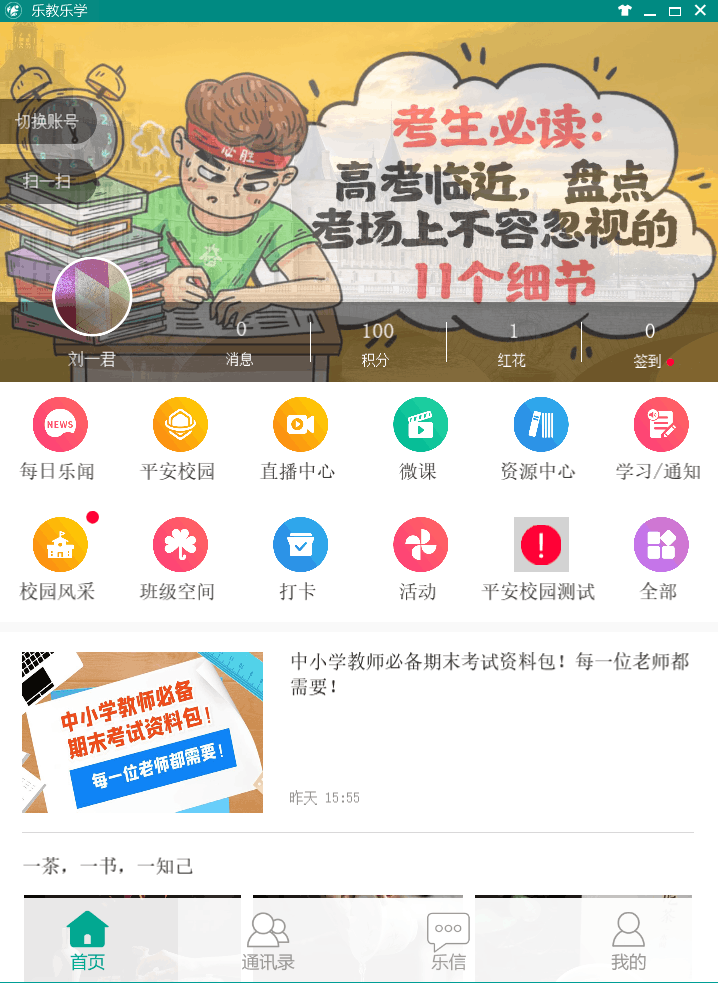 乐教乐学
切换账号
扫一扫
必胜
考生必读：
高考临近，盘点
考场上不容忽视的
11个细节
刘一君
0
消息
100
积分
1
红花
0
签到
NEWS
每日乐闻
平安校园
直播中心
微课
资源中心
学习/通知
校园风采
班级空间
打卡
活动
平安校园测试
全部
中小学教师必备
期末考试资料包！
每一位老师都需要！
中小学教师必备期末考试资料包！每一位老师都
需要！
昨天 15:55
一茶，一书，一知己
首页
通讯录
乐信
我的